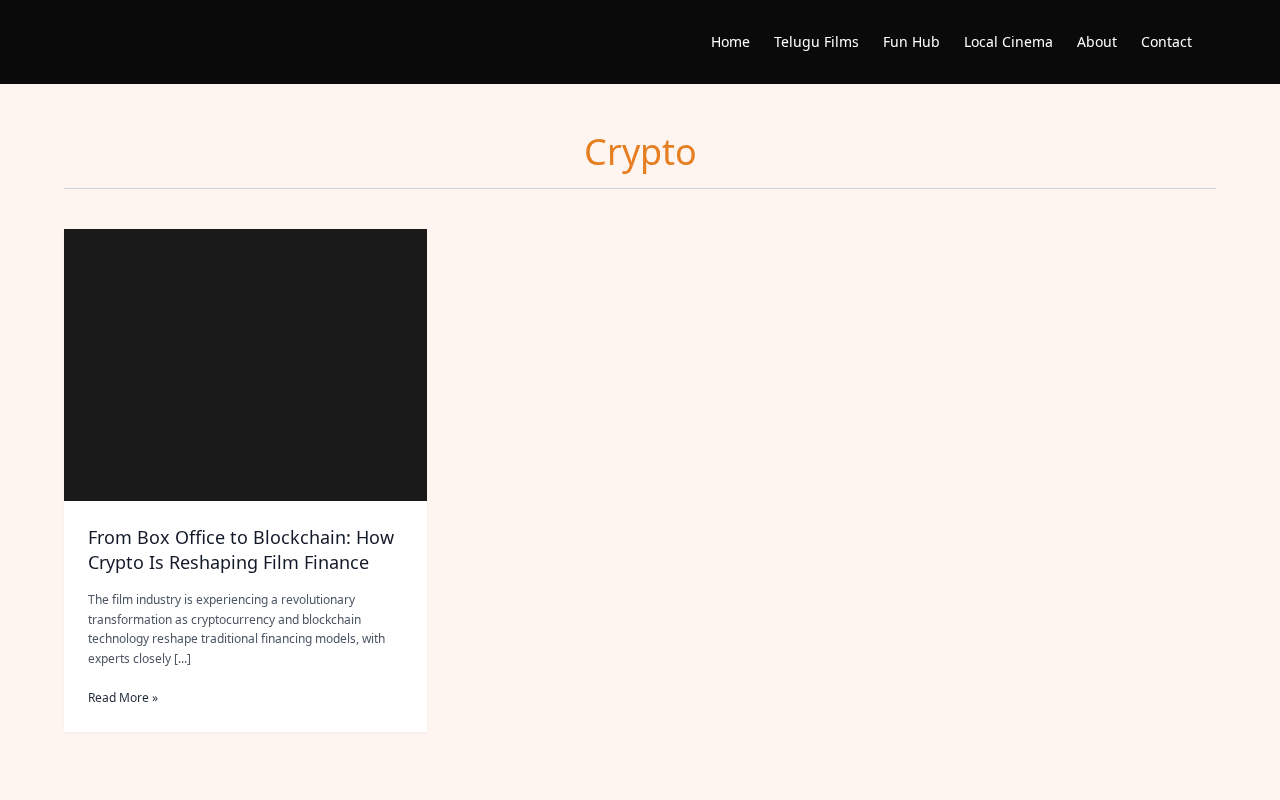 Home Telugu Films Fun Hub Local Cinema About Contact
Crypto
From Box Office to Blockchain: How
Crypto Is Reshaping Film Finance
The film industry is experiencing a revolutionary
transformation as cryptocurrency and blockchain
technology reshape traditional financing models, with
experts closely [...]
Read More »